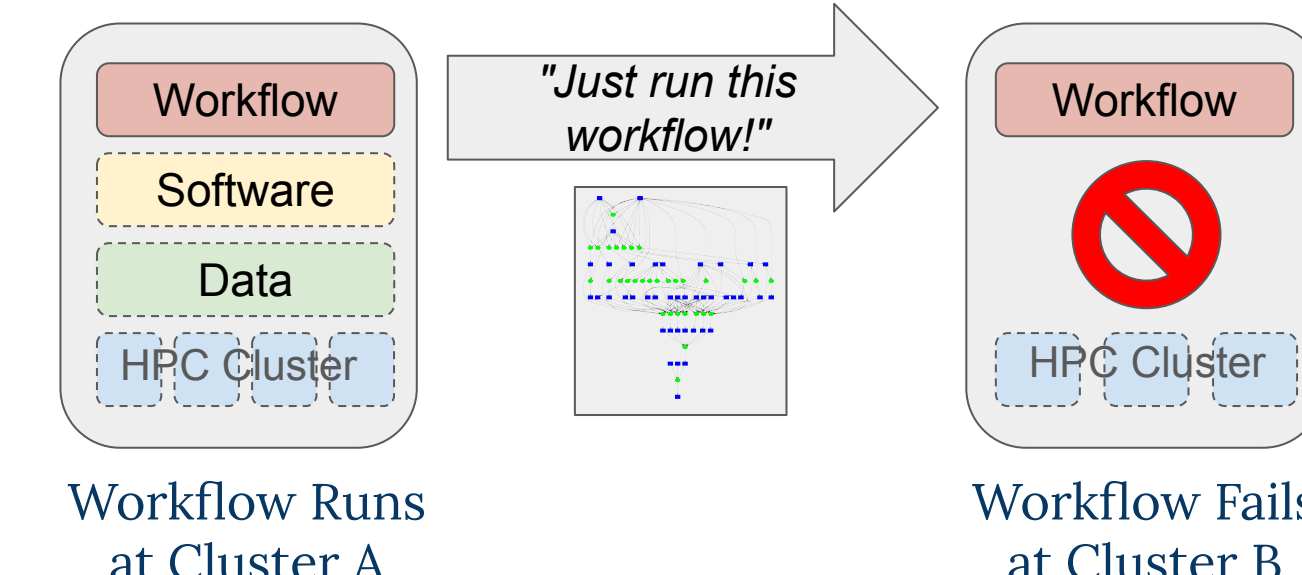 Workflow
Software
Data
HPC Cluster
Workflow Runs
at Cluster A
"Just run this
workflow!"
Workflow
HPC Cluster
Workflow Fails
at Cluster B